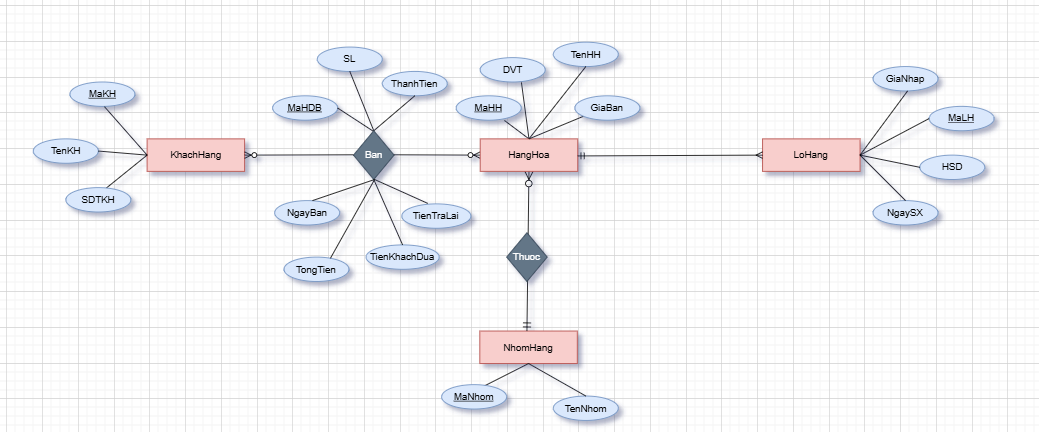 SL
TenHH
DVT
GiaNhap
ThanhTien
MaKH
MaHDB
MaHH
GiaBan
MaLH
TenKH
KhachHang
Ban
HangHoa
LoHang
HSD
SDTKH
NgayBan
TienTraLai
NgaySX
TongTien
TienKhachDua
Thuoc
NhomHang
MaNhom
TenNhom